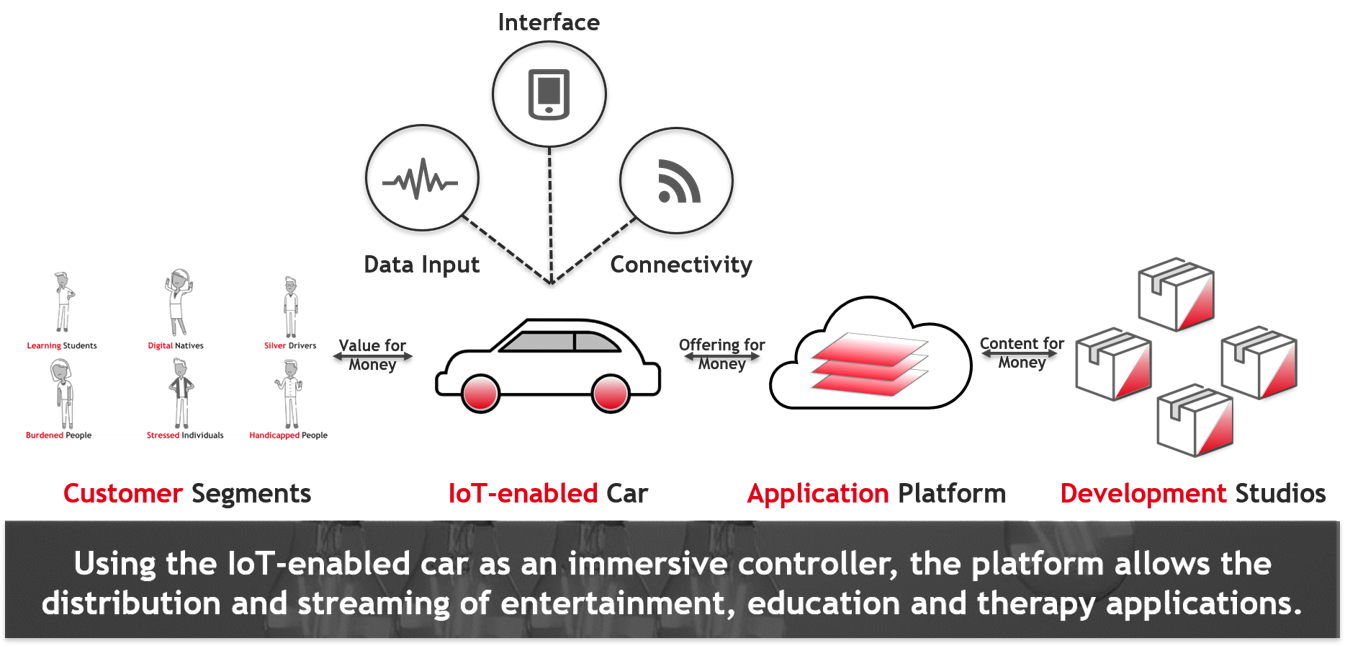 Interface
Data Input
Connectivity
Learning Students
Digital Natives
Silver Drivers
Burdened People
Stressed Individuals
Handicapped People
Value for
Money
Offering for
Money
Content for
Money
Customer Segments
IoT-enabled Car
Application Platform
Development Studios
Using the IoT-enabled car as an immersive controller, the platform allows the
distribution and streaming of entertainment, education and therapy applications.